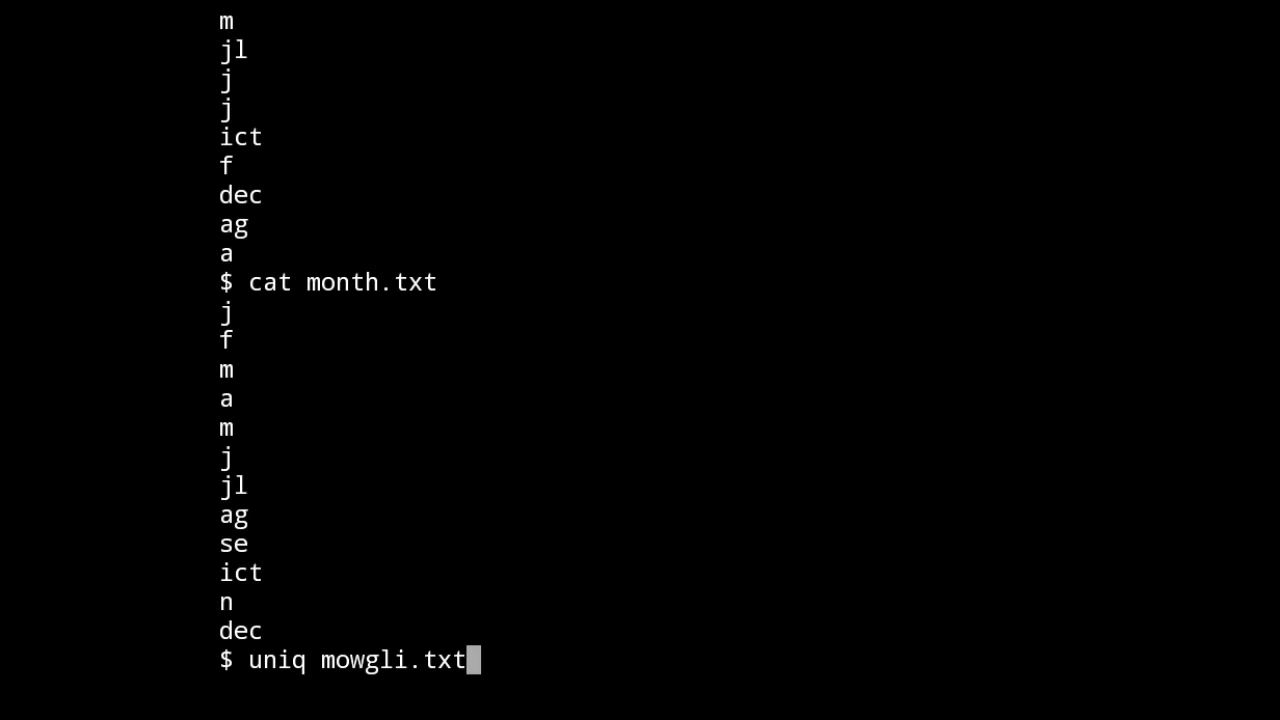 m
jl
j
j
ict
f
dec
ag
a
$ cat month.txt
j
f
m
a
m
j
jl
ag
se
ict
n
dec
$ uniq mowgli.txt